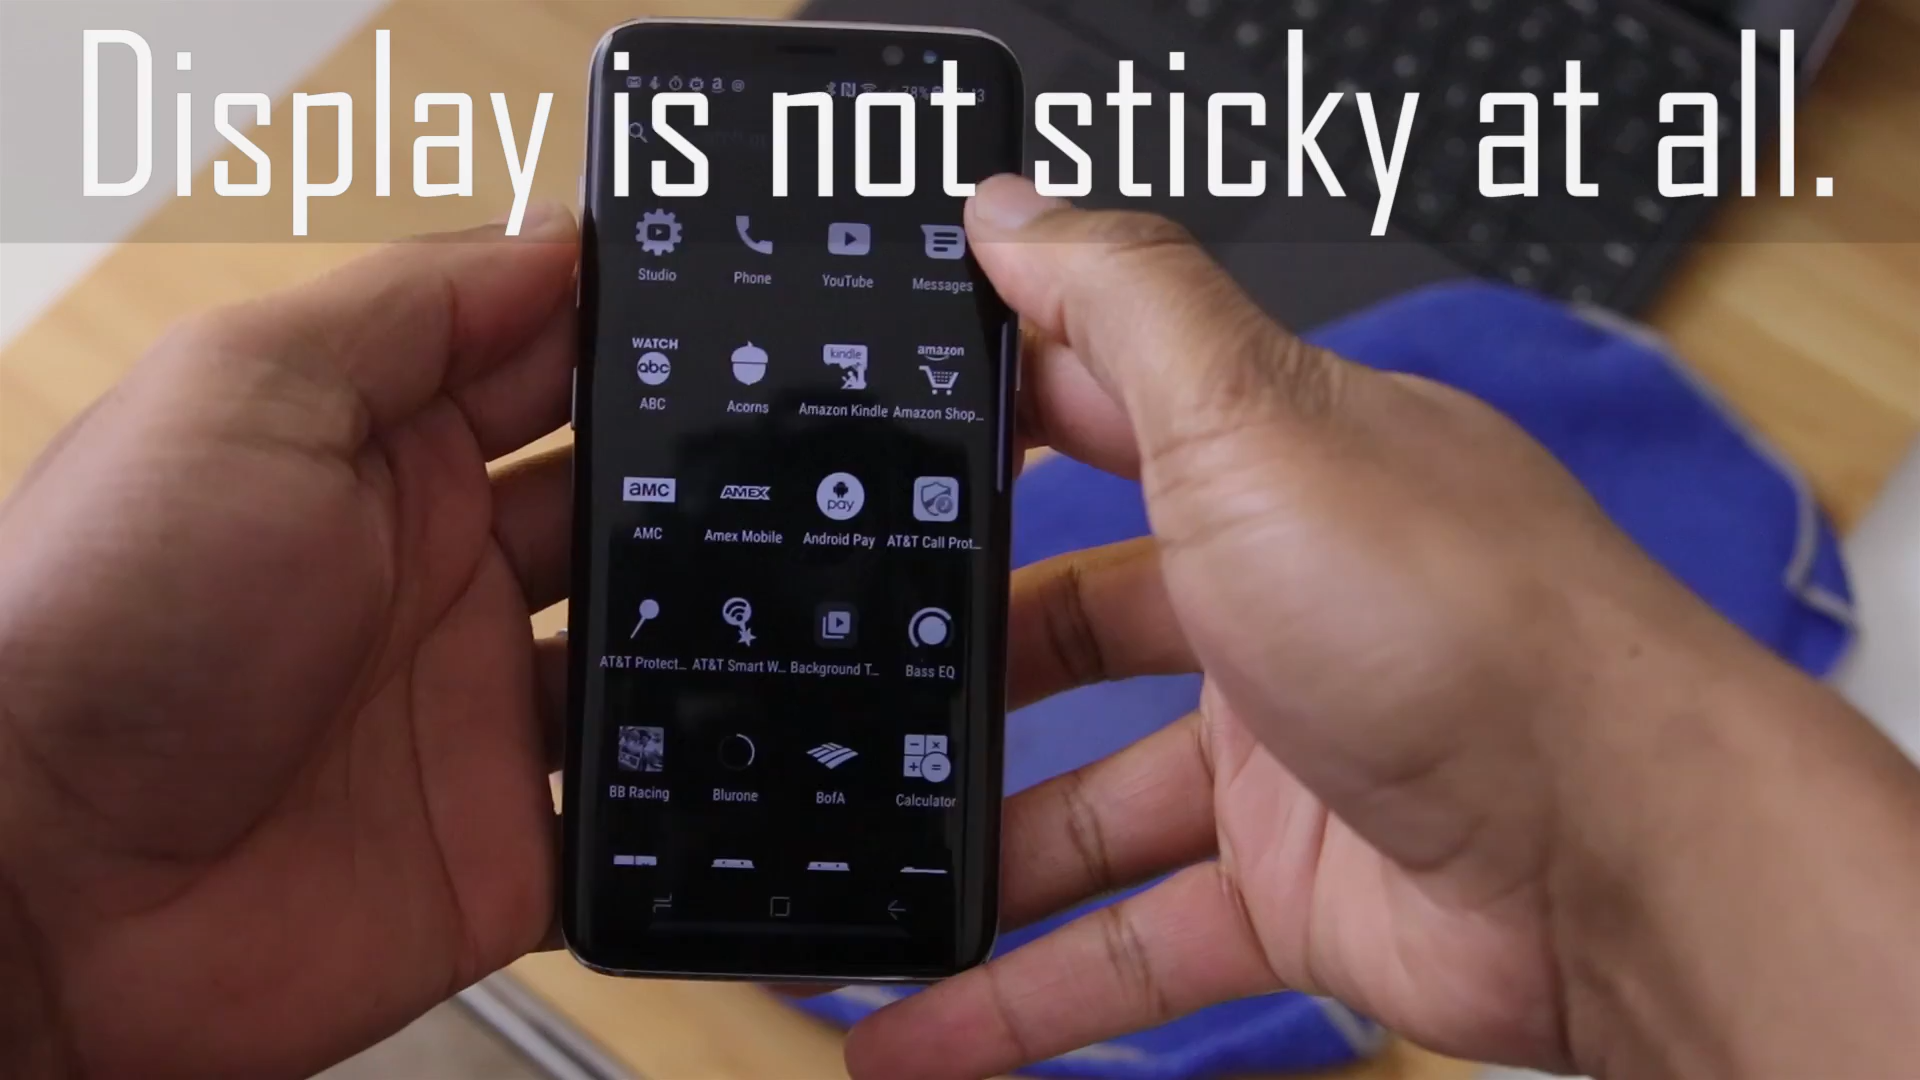 Display is not sticky at all.
78%
Studio
Phone
YouTube
Messages
WATCH
abc
ABC
Acorns
kindle
Amazon Kindle
amazon
Amazon Shop...
aMC
AMC
AMEX
Amex Mobile
pay
Android Pay
AT&T Call Prot...
AT&T Protect...
AT&T Smart W...
Background T...
Bass EQ
BB Racing
Blurone
BofA
Calculator